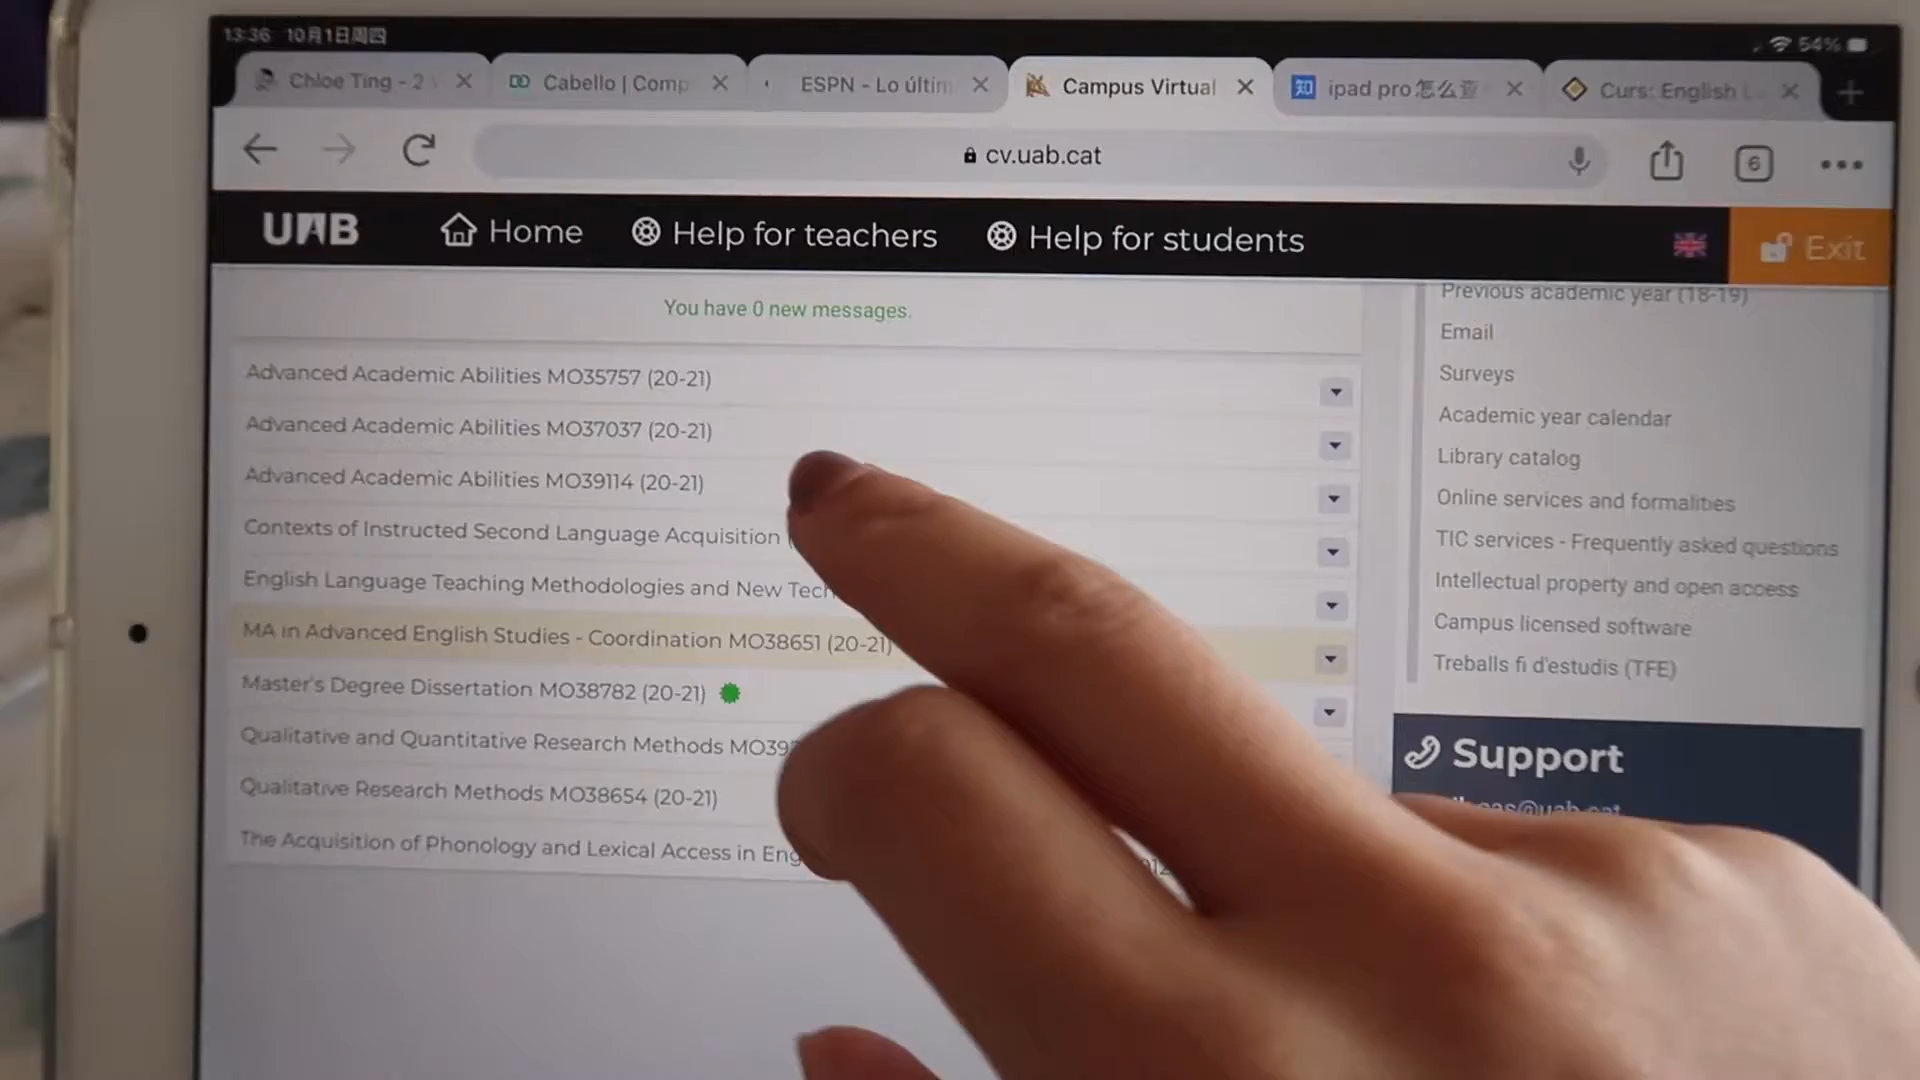 13:36 10月1日周四
54%
Chloe Ting - 2
Cabello | Comp
ESPN - Lo últim
Campus Virtual
知 ipad pro怎么查
Curs: English L
cv.uab.cat
6
UAB
Home
Help for teachers
Help for students
Exit
You have 0 new messages.
Advanced Academic Abilities MO35757 (20-21)
Advanced Academic Abilities MO37037 (20-21)
Advanced Academic Abilities MO39114 (20-21)
Contexts of Instructed Second Language Acquisition
English Language Teaching Methodologies and New Tech
MA in Advanced English Studies - Coordination MO38651 (20-21)
Master's Degree Dissertation MO38782 (20-21)
Qualitative and Quantitative Research Methods MO392
Qualitative Research Methods MO38654 (20-21)
The Acquisition of Phonology and Lexical Access in Eng
Previous academic year (18-19)
Email
Surveys
Academic year calendar
Library catalog
Online services and formalities
TIC services - Frequently asked questions
Intellectual property and open access
Campus licensed software
Treballs fi d'estudis (TFE)
Support